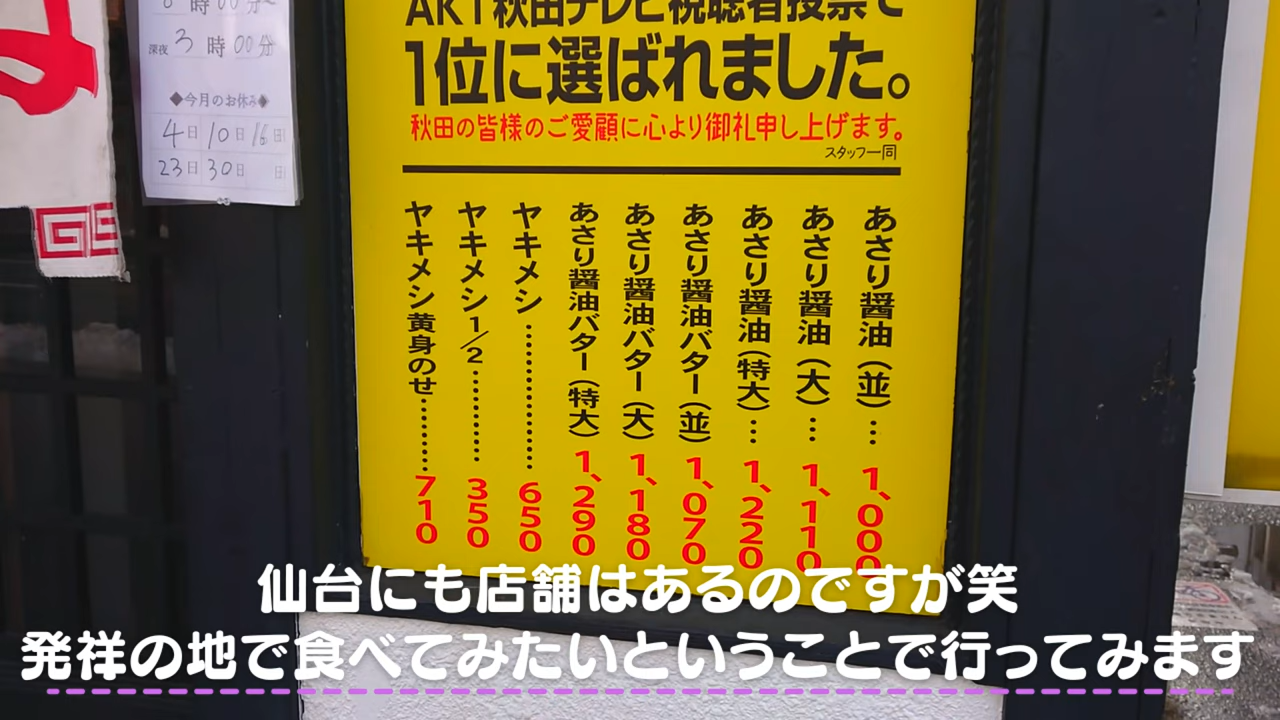 時00分~
深夜 3時00分
◆今月のお休み◆
4日 10日 16日
23日 30日 日
AKT秋田テレビ視聴者投票で
1位に選ばれました。
秋田の皆様のご愛顧に心より御礼申し上げます。
スタッフ一同
あさり醤油(並)… 1,000
あさり醤油(大)… 1,110
あさり醤油(特大)… 1,220
あさり醤油バター(並) 1,070
あさり醤油バター(大) 1,180
あさり醤油バター(特大) 1,290
ヤキメシ……………… 650
ヤキメシ1/2………… 350
ヤキメシ黄身のせ……… 710
仙台にも店舗はあるのですが笑
発祥の地で食べてみたいということで行ってみます